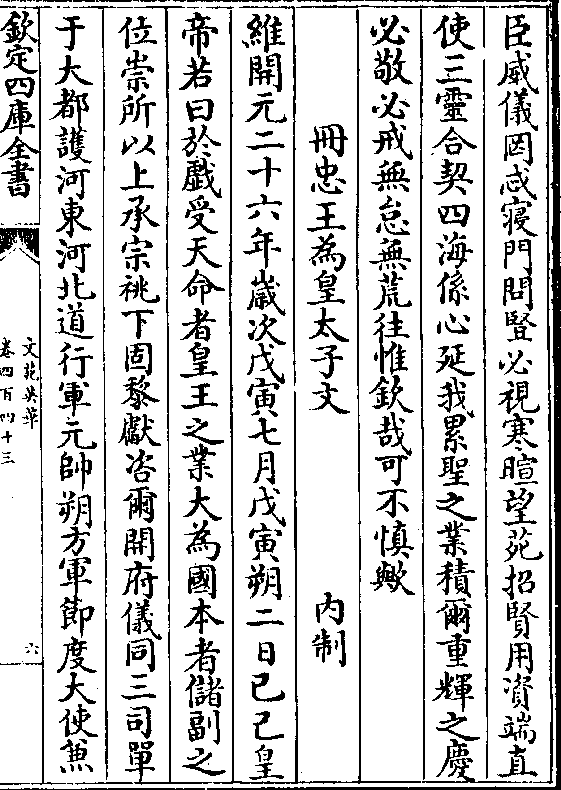 臣威儀罔忒寢門問豎必視寒暄望苑招賢用資端直
使三靈合契四海係心延我累聖之業積爾重輝之慶
必敬必戒無怠無荒往惟欽哉可不慎歟
冊忠王為皇太子文 内制
維開元二十六年歲次戊寅七月戊寅朔二日己己皇
帝若曰於戲受天命者皇王之業大為國本者儲副之
位崇所以上承宗祧下固黎獻咨爾開府儀同三司單
于大都護河東河北道行軍元帥朔方軍節度大使兼
欽定四庫全書
文苑英華
卷四百四十三
六